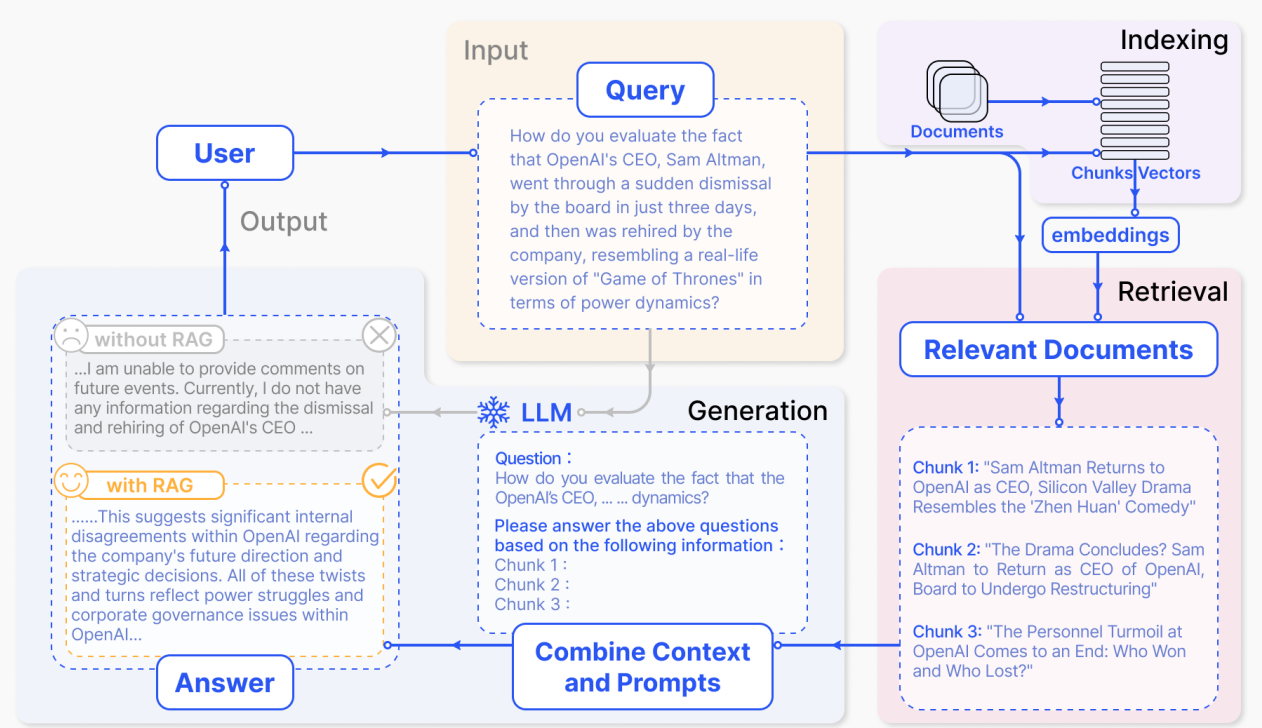 Input
Query
How do you evaluate the fact
that OpenAI's CEO, Sam Altman,
went through a sudden dismissal
by the board in just three days,
and then was rehired by the
company, resembling a real-life
version of "Game of Thrones" in
terms of power dynamics?
Indexing
Documents
Chunks Vectors
embeddings
User
Output
Retrieval
Relevant Documents
Chunk 1: "Sam Altman Returns to
OpenAI as CEO, Silicon Valley Drama
Resembles the 'Zhen Huan' Comedy"
Chunk 2: "The Drama Concludes? Sam
Altman to Return as CEO of OpenAI,
Board to Undergo Restructuring"
Chunk 3: "The Personnel Turmoil at
OpenAI Comes to an End: Who Won
and Who Lost?"
Generation
LLM
Question :
How do you evaluate the fact that the
OpenAI's CEO, ... ... dynamics?
Please answer the above questions
based on the following information :
Chunk 1 :
Chunk 2 :
Chunk 3 :
Combine Context
and Prompts
without RAG
...I am unable to provide comments on
future events. Currently, I do not have
any information regarding the dismissal
and rehiring of OpenAI's CEO ...
with RAG
......This suggests significant internal
disagreements within OpenAI regarding
the company's future direction and
strategic decisions. All of these twists
and turns reflect power struggles and
corporate governance issues within
OpenAI...
Answer